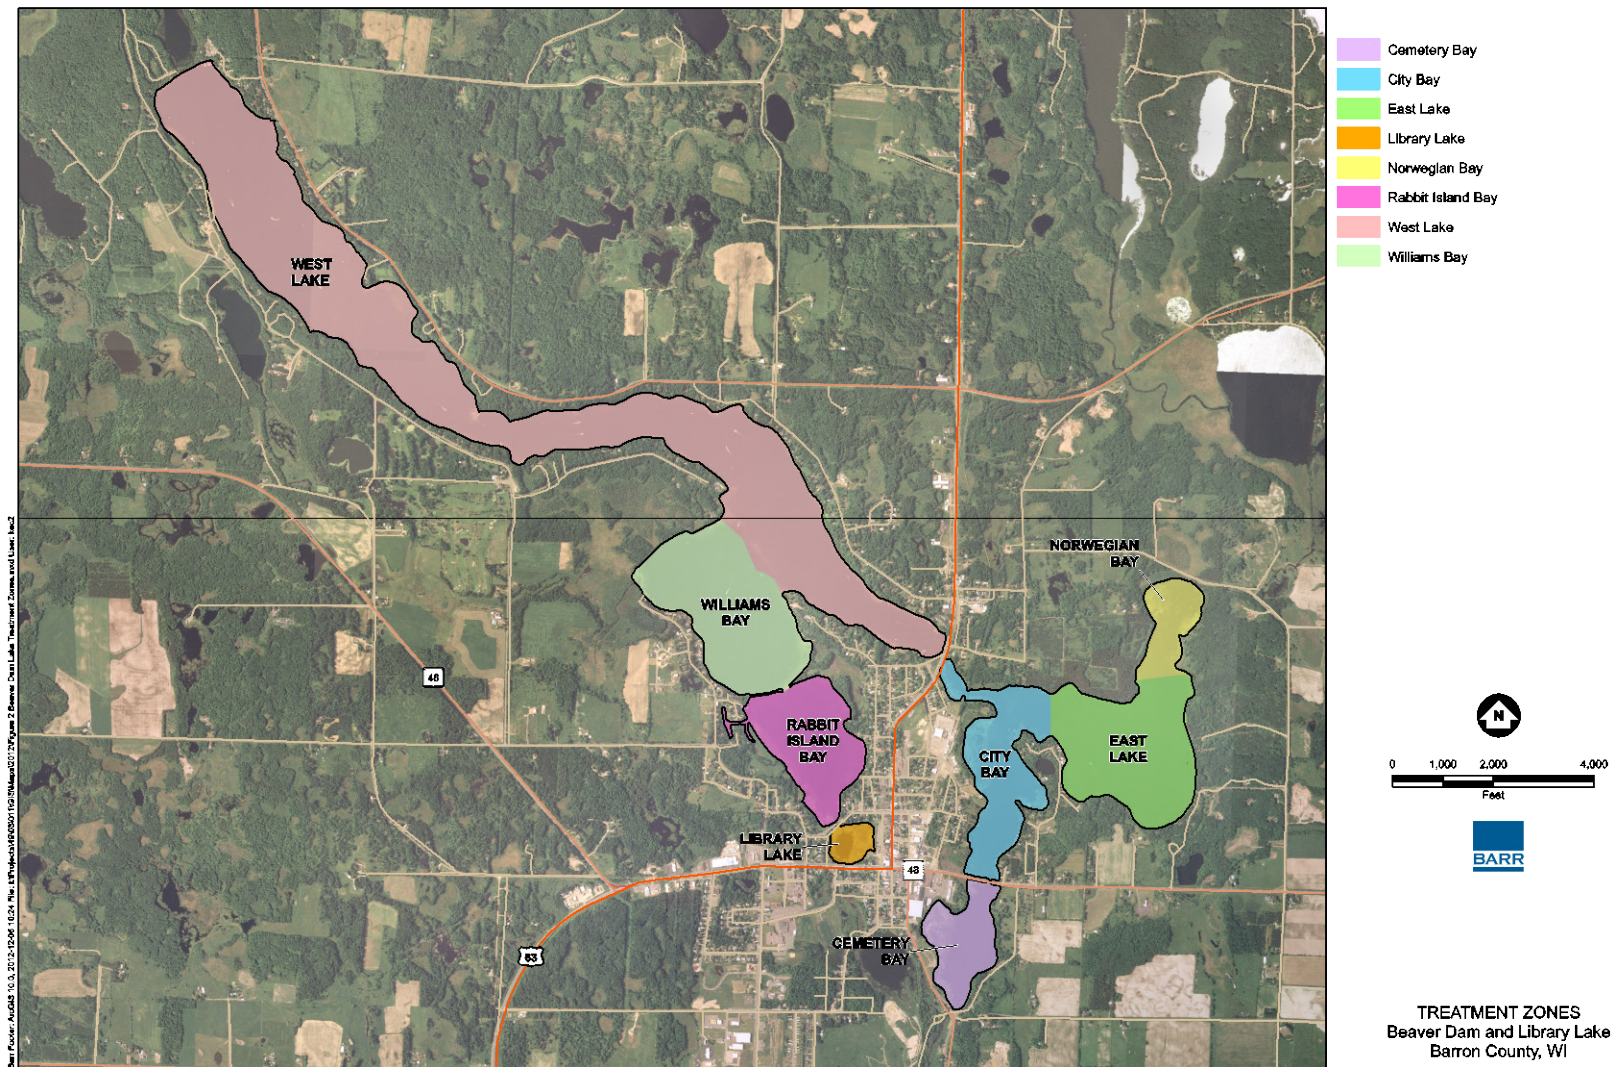 Cemetery Bay
City Bay
East Lake
Library Lake
Norwegian Bay
Rabbit Island Bay
West Lake
Williams Bay
WEST
LAKE
NORWEGIAN
BAY
WILLIAMS
BAY
48
RABBIT
ISLAND
BAY
CITY
BAY
EAST
LAKE
LIBRARY
LAKE
48
CEMETERY
BAY
63
N
0 1,000 2,000 4,000
Feet
BARR
TREATMENT ZONES
Beaver Dam and Library Lake
Barron County, WI